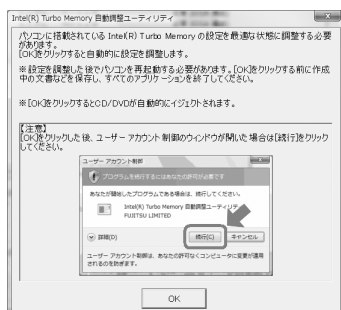 Intel(R) Turbo Memory 自動調整ユーティリティ
パソコンに搭載されている Intel(R) Turbo Memory の設定を最適な状態に調整する必要
があります。
[OK]をクリックすると自動的に設定を調整します。
※ 設定を調整した後でパソコンを再起動する必要があります。[OK]をクリックする前に作成
中の文書などを保存し、すべてのアプリケーションを終了してください。
※[OK]をクリックするとCD/DVDが自動的にイジェクトされます。
【注意】
[OK]をクリックした後、ユーザー アカウント制御のウィンドウが開いた場合は[続行]をクリック
してください。
ユーザー アカウント制御
プログラムを続行するにはあなたの許可が必要です
あなたが開始したプログラムである場合は、続行してください。
Intel(R) Turbo Memory 自動調整ユーティリティ
FUJITSU LIMITED
詳細(D)
続行(C)
キャンセル
ユーザー アカウント制御は、あなたの許可なくコンピュータに変更が適用
されるのを防ぎます。
OK